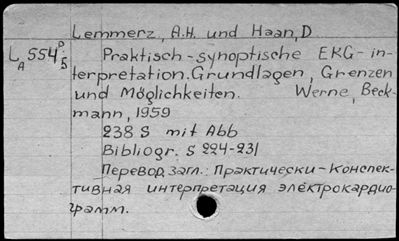 Lemmerz, A.H. und Haan, D
L A 554 D : 5
Praktisch-synoptische EKG-in-
terpretation. Grundlagen, Grenzen
und Möglichkeiten. Werne, Beck-
mann, 1959
238 S mit Abb
Bibliogr. S 224-231
Перевод загл.: Практически-Конспек-
тивная интерпретация электрокардио-
грамм.